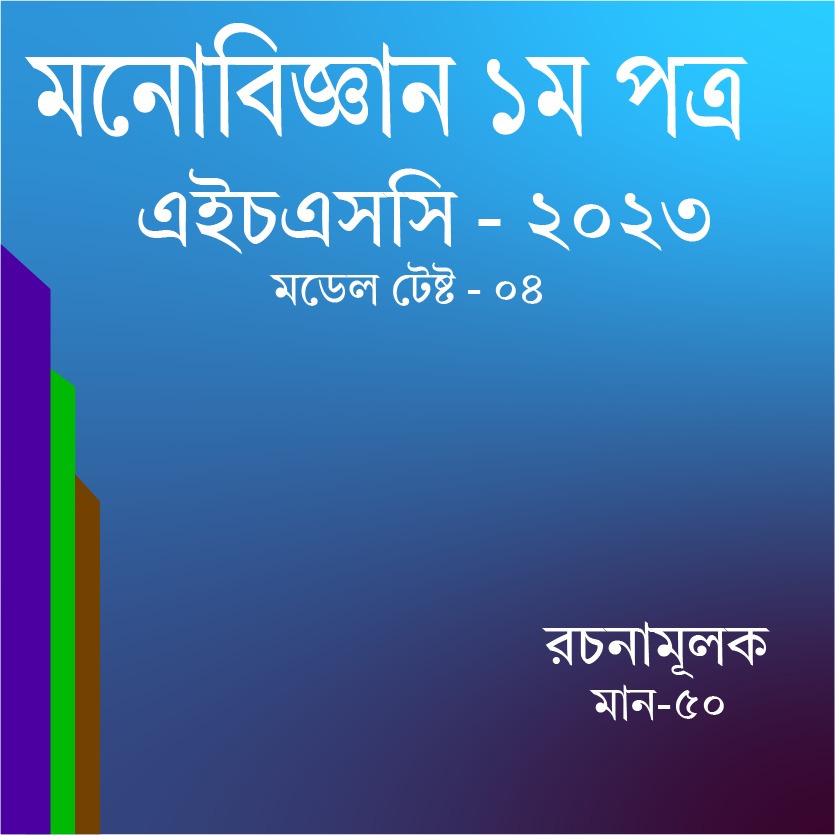 মনোবিজ্ঞান ১ম পত্র
এইচএসসি - ২০২৩
মডেল টেষ্ট - ০৪
রচনামূলক
মান-৫০